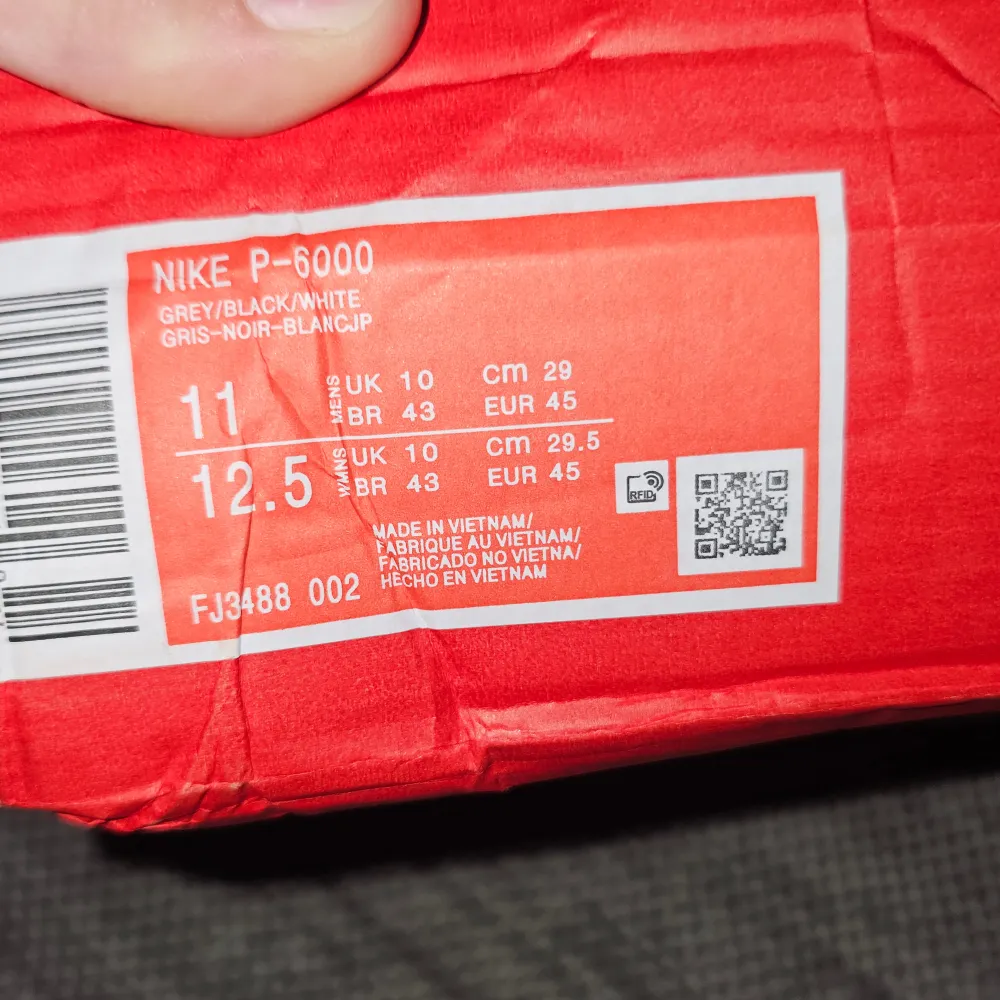 NIKE P-6000
GREY/BLACK/WHITE
GRIS-NOIR-BLANCJP
11 MENS UK 10 CM 29
BR 43 EUR 45
12.5 WMNS UK 10 CM 29.5
BR 43 EUR 45
RFID
MADE IN VIETNAM/
FABRIQUE AU VIETNAM/
FABRICADO NO VIETNA/
HECHO EN VIETNAM
FJ3488 002